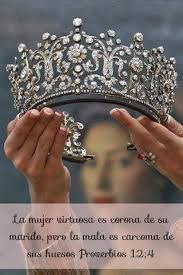 La mujer virtuosa es corona de su
marido, pero la mala es carcoma de
sus huesos Proverbios 12:4